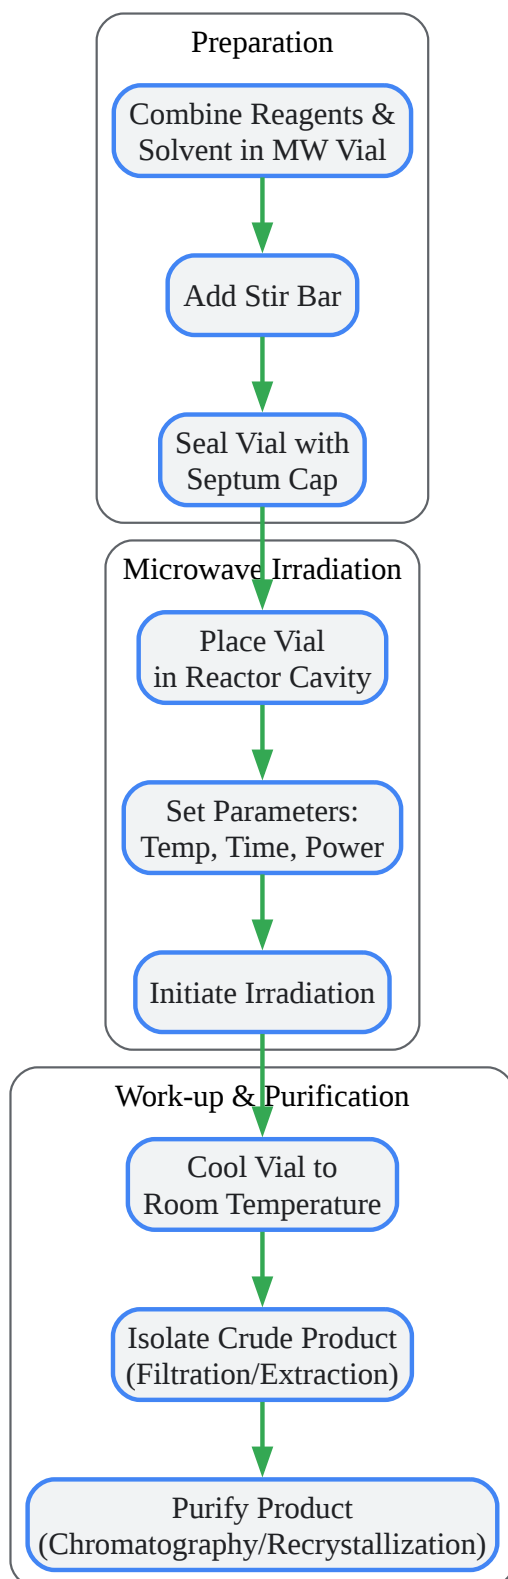 Preparation
Combine Reagents &
Solvent in MW Vial
Add Stir Bar
Seal Vial with
Septum Cap
Microwave Irradiation
Place Vial
in Reactor Cavity
Set Parameters:
Temp, Time, Power
Initiate Irradiation
Work-up & Purification
Cool Vial to
Room Temperature
Isolate Crude Product
(Filtration/Extraction)
Purify Product
(Chromatography/Recrystallization)